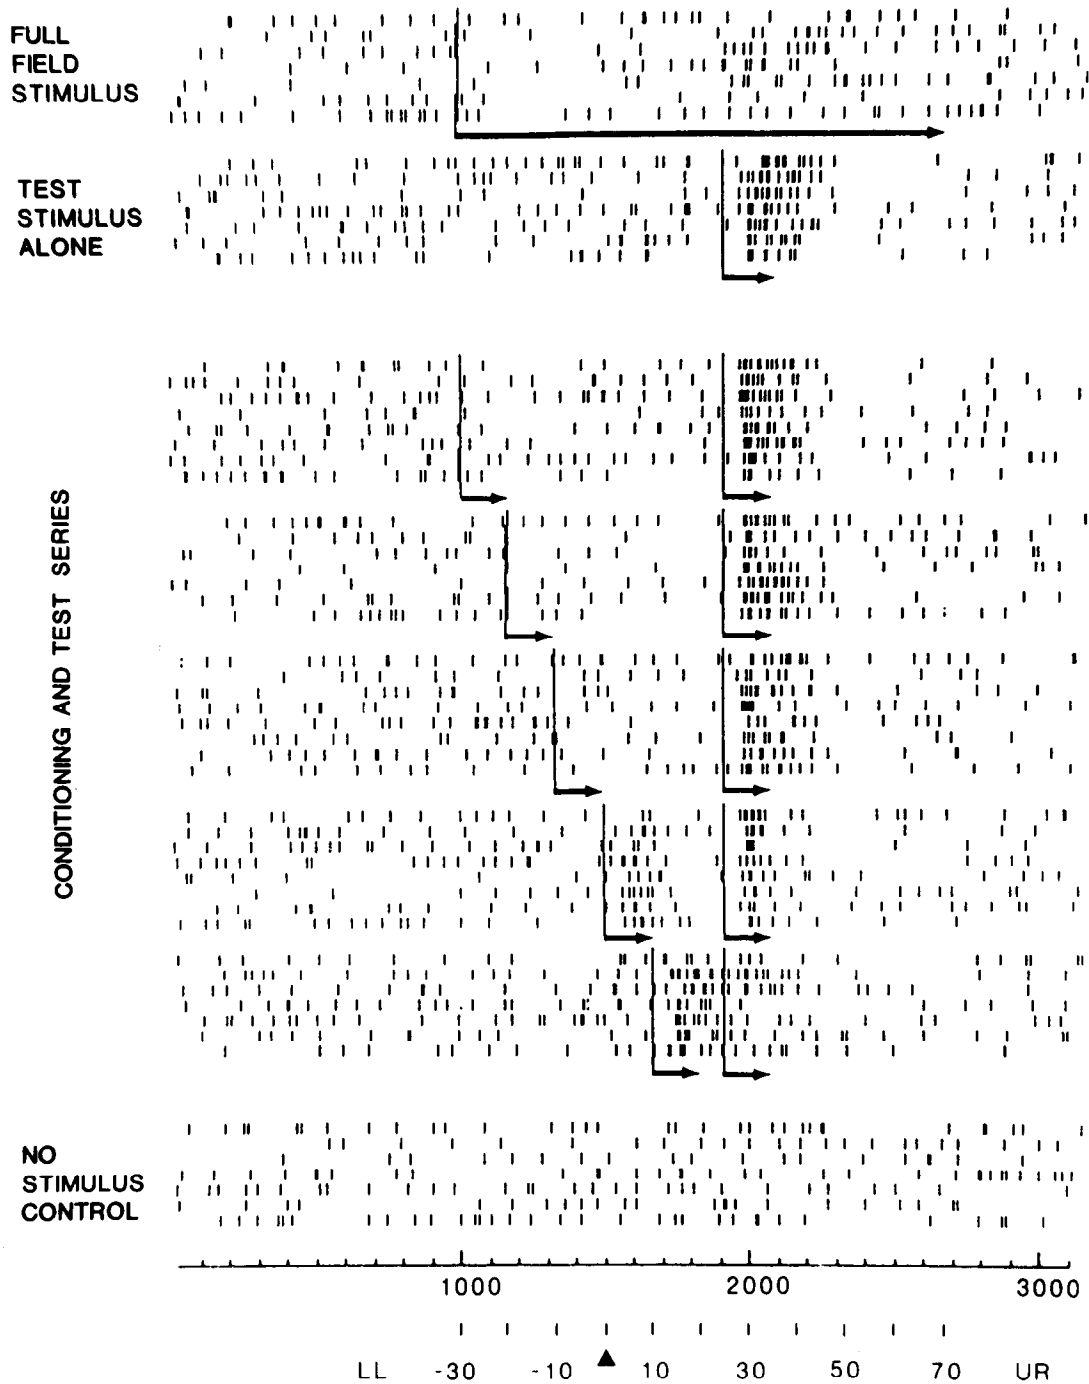 FULL
FIELD
STIMULUS
TEST
STIMULUS
ALONE
CONDITIONING AND TEST SERIES
NO
STIMULUS
CONTROL
1000 2000 3000
LL -30 -10 10 30 50 70 UR